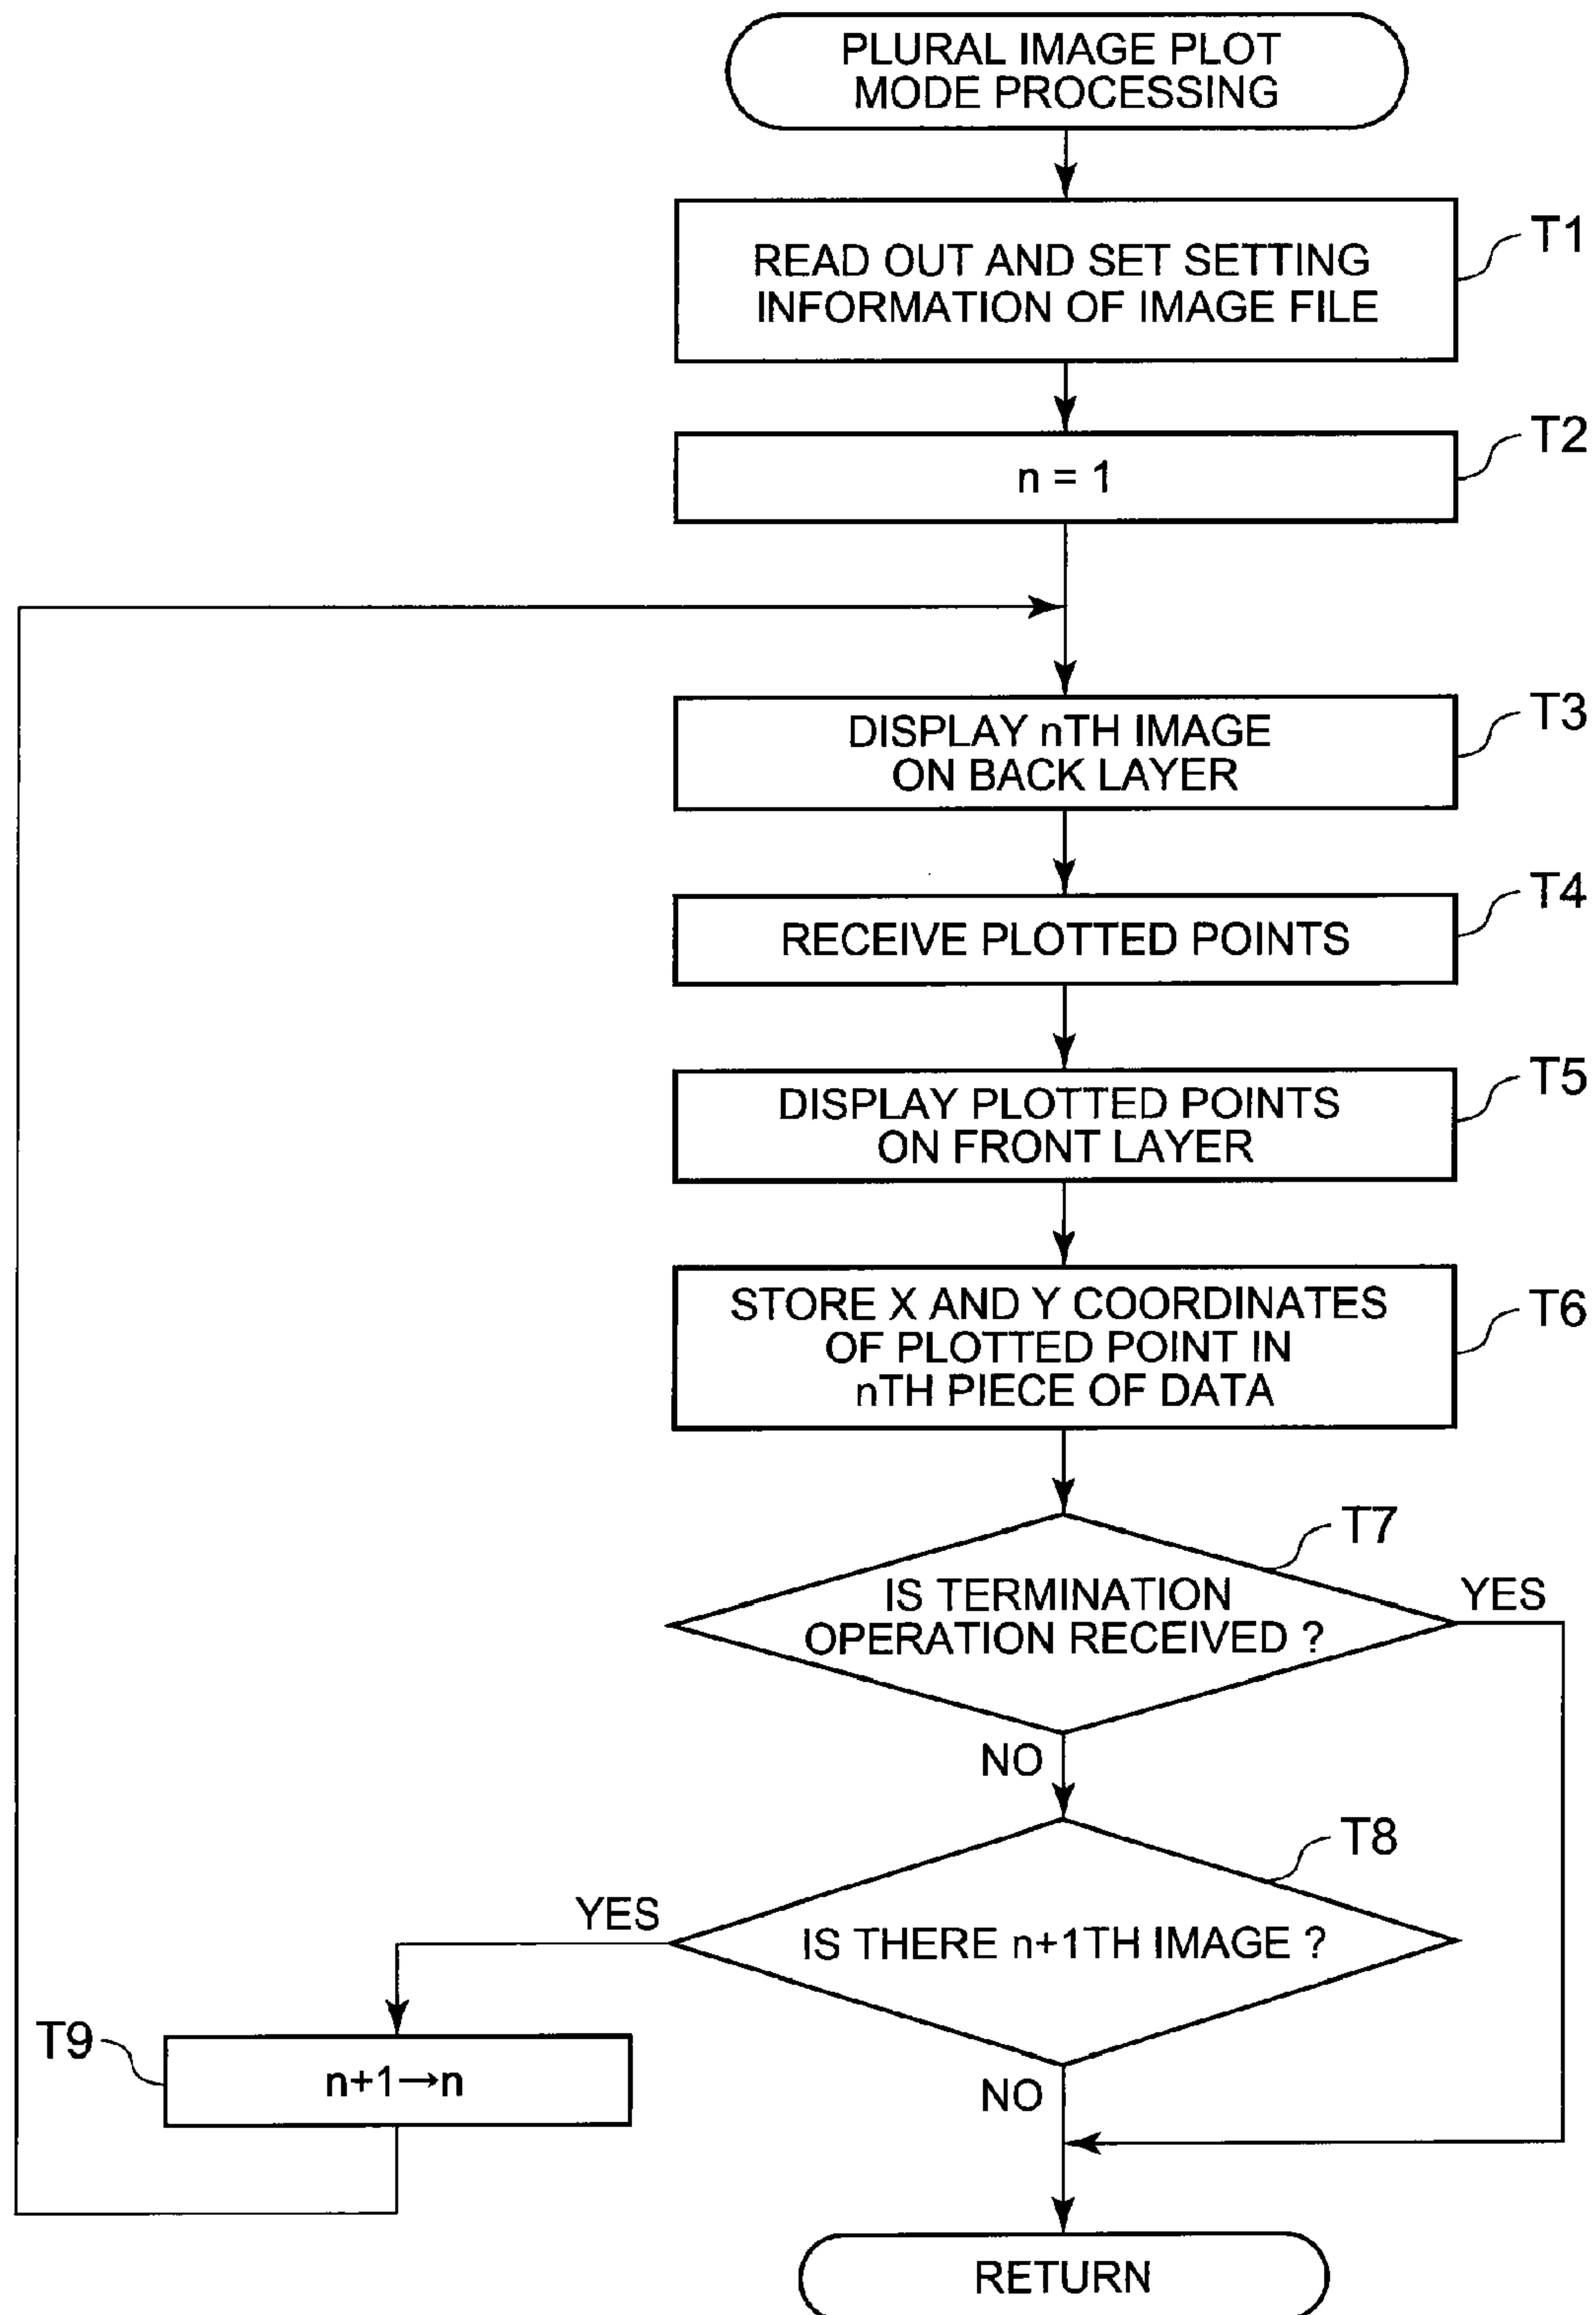 PLURAL IMAGE PLOT
MODE PROCESSING
T1
READ OUT AND SET SETTING
INFORMATION OF IMAGE FILE
T2
n = 1
T3
DISPLAY nTH IMAGE
ON BACK LAYER
T4
RECEIVE PLOTTED POINTS
T5
DISPLAY PLOTTED POINTS
ON FRONT LAYER
T6
STORE X AND Y COORDINATES
OF PLOTTED POINT IN
nTH PIECE OF DATA
T7
IS TERMINATION
OPERATION RECEIVED ?
YES
NO
T8
YES
IS THERE n+1TH IMAGE ?
T9
n+1→n
NO
RETURN